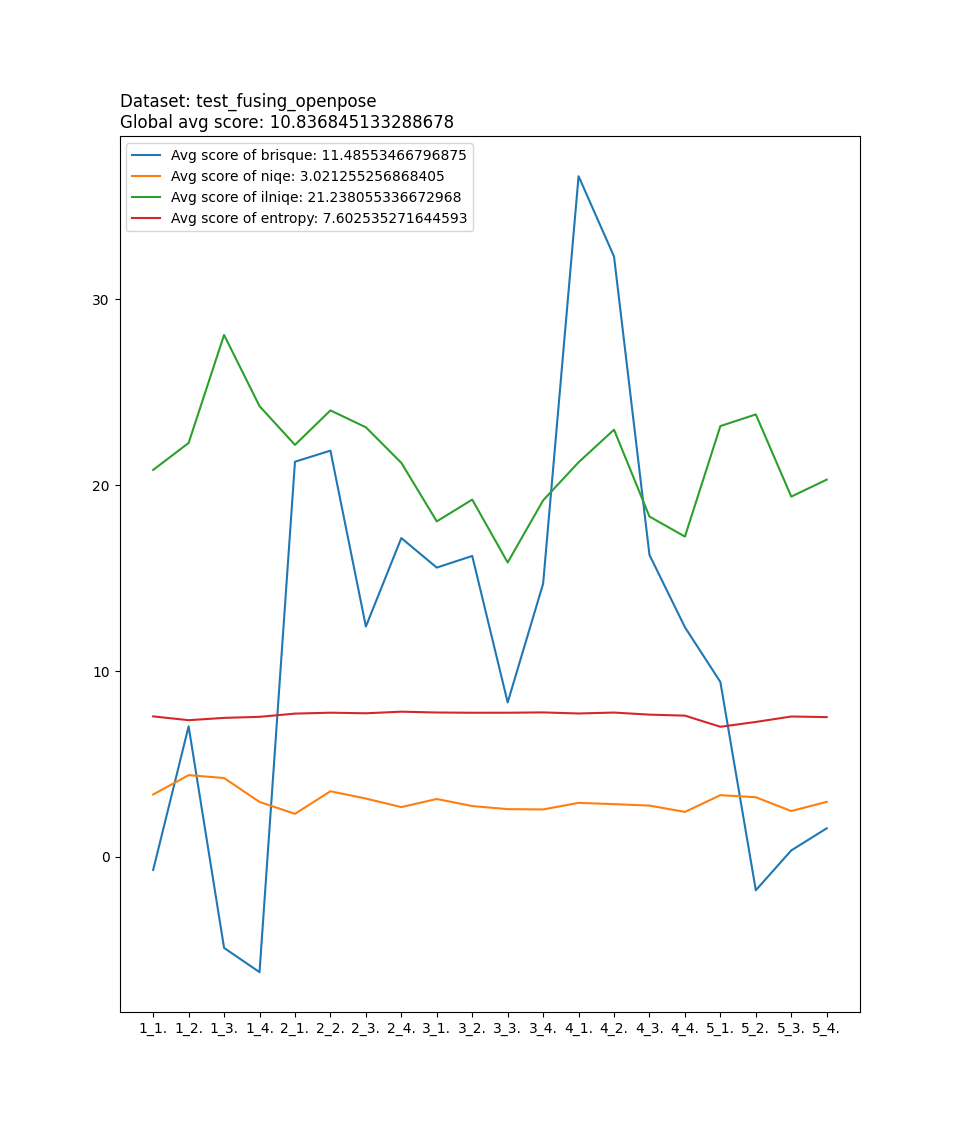 Dataset: test_fusing_openpose
Global avg score: 10.836845133288678
Avg score of brisque: 11.48553466796875
Avg score of niqe: 3.021255256868405
Avg score of ilniqe: 21.238055336672968
Avg score of entropy: 7.602535271644593
30
20
10
0
1_1. 1_2. 1_3. 1_4. 2_1. 2_2. 2_3. 2_4. 3_1. 3_2. 3_3. 3_4. 4_1. 4_2. 4_3. 4_4. 5_1. 5_2. 5_3. 5_4.